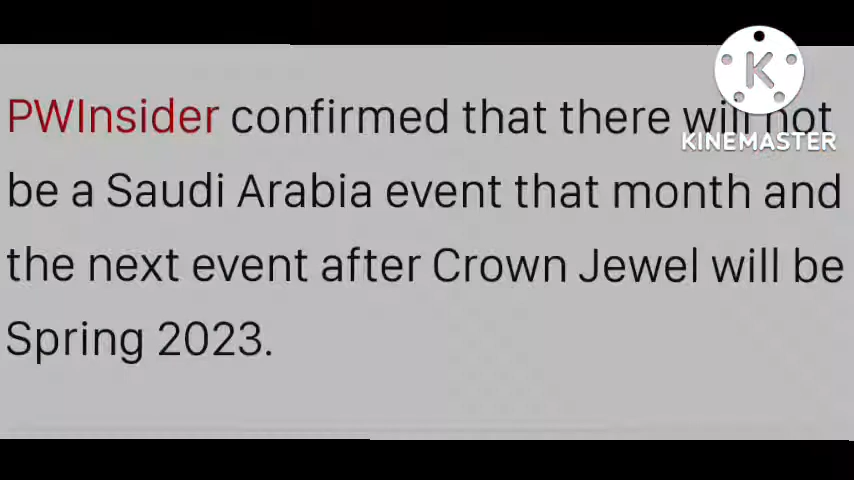 PWInsider confirmed that there will not
be a Saudi Arabia event that month and
the next event after Crown Jewel will be
Spring 2023.
K
KINEMASTER